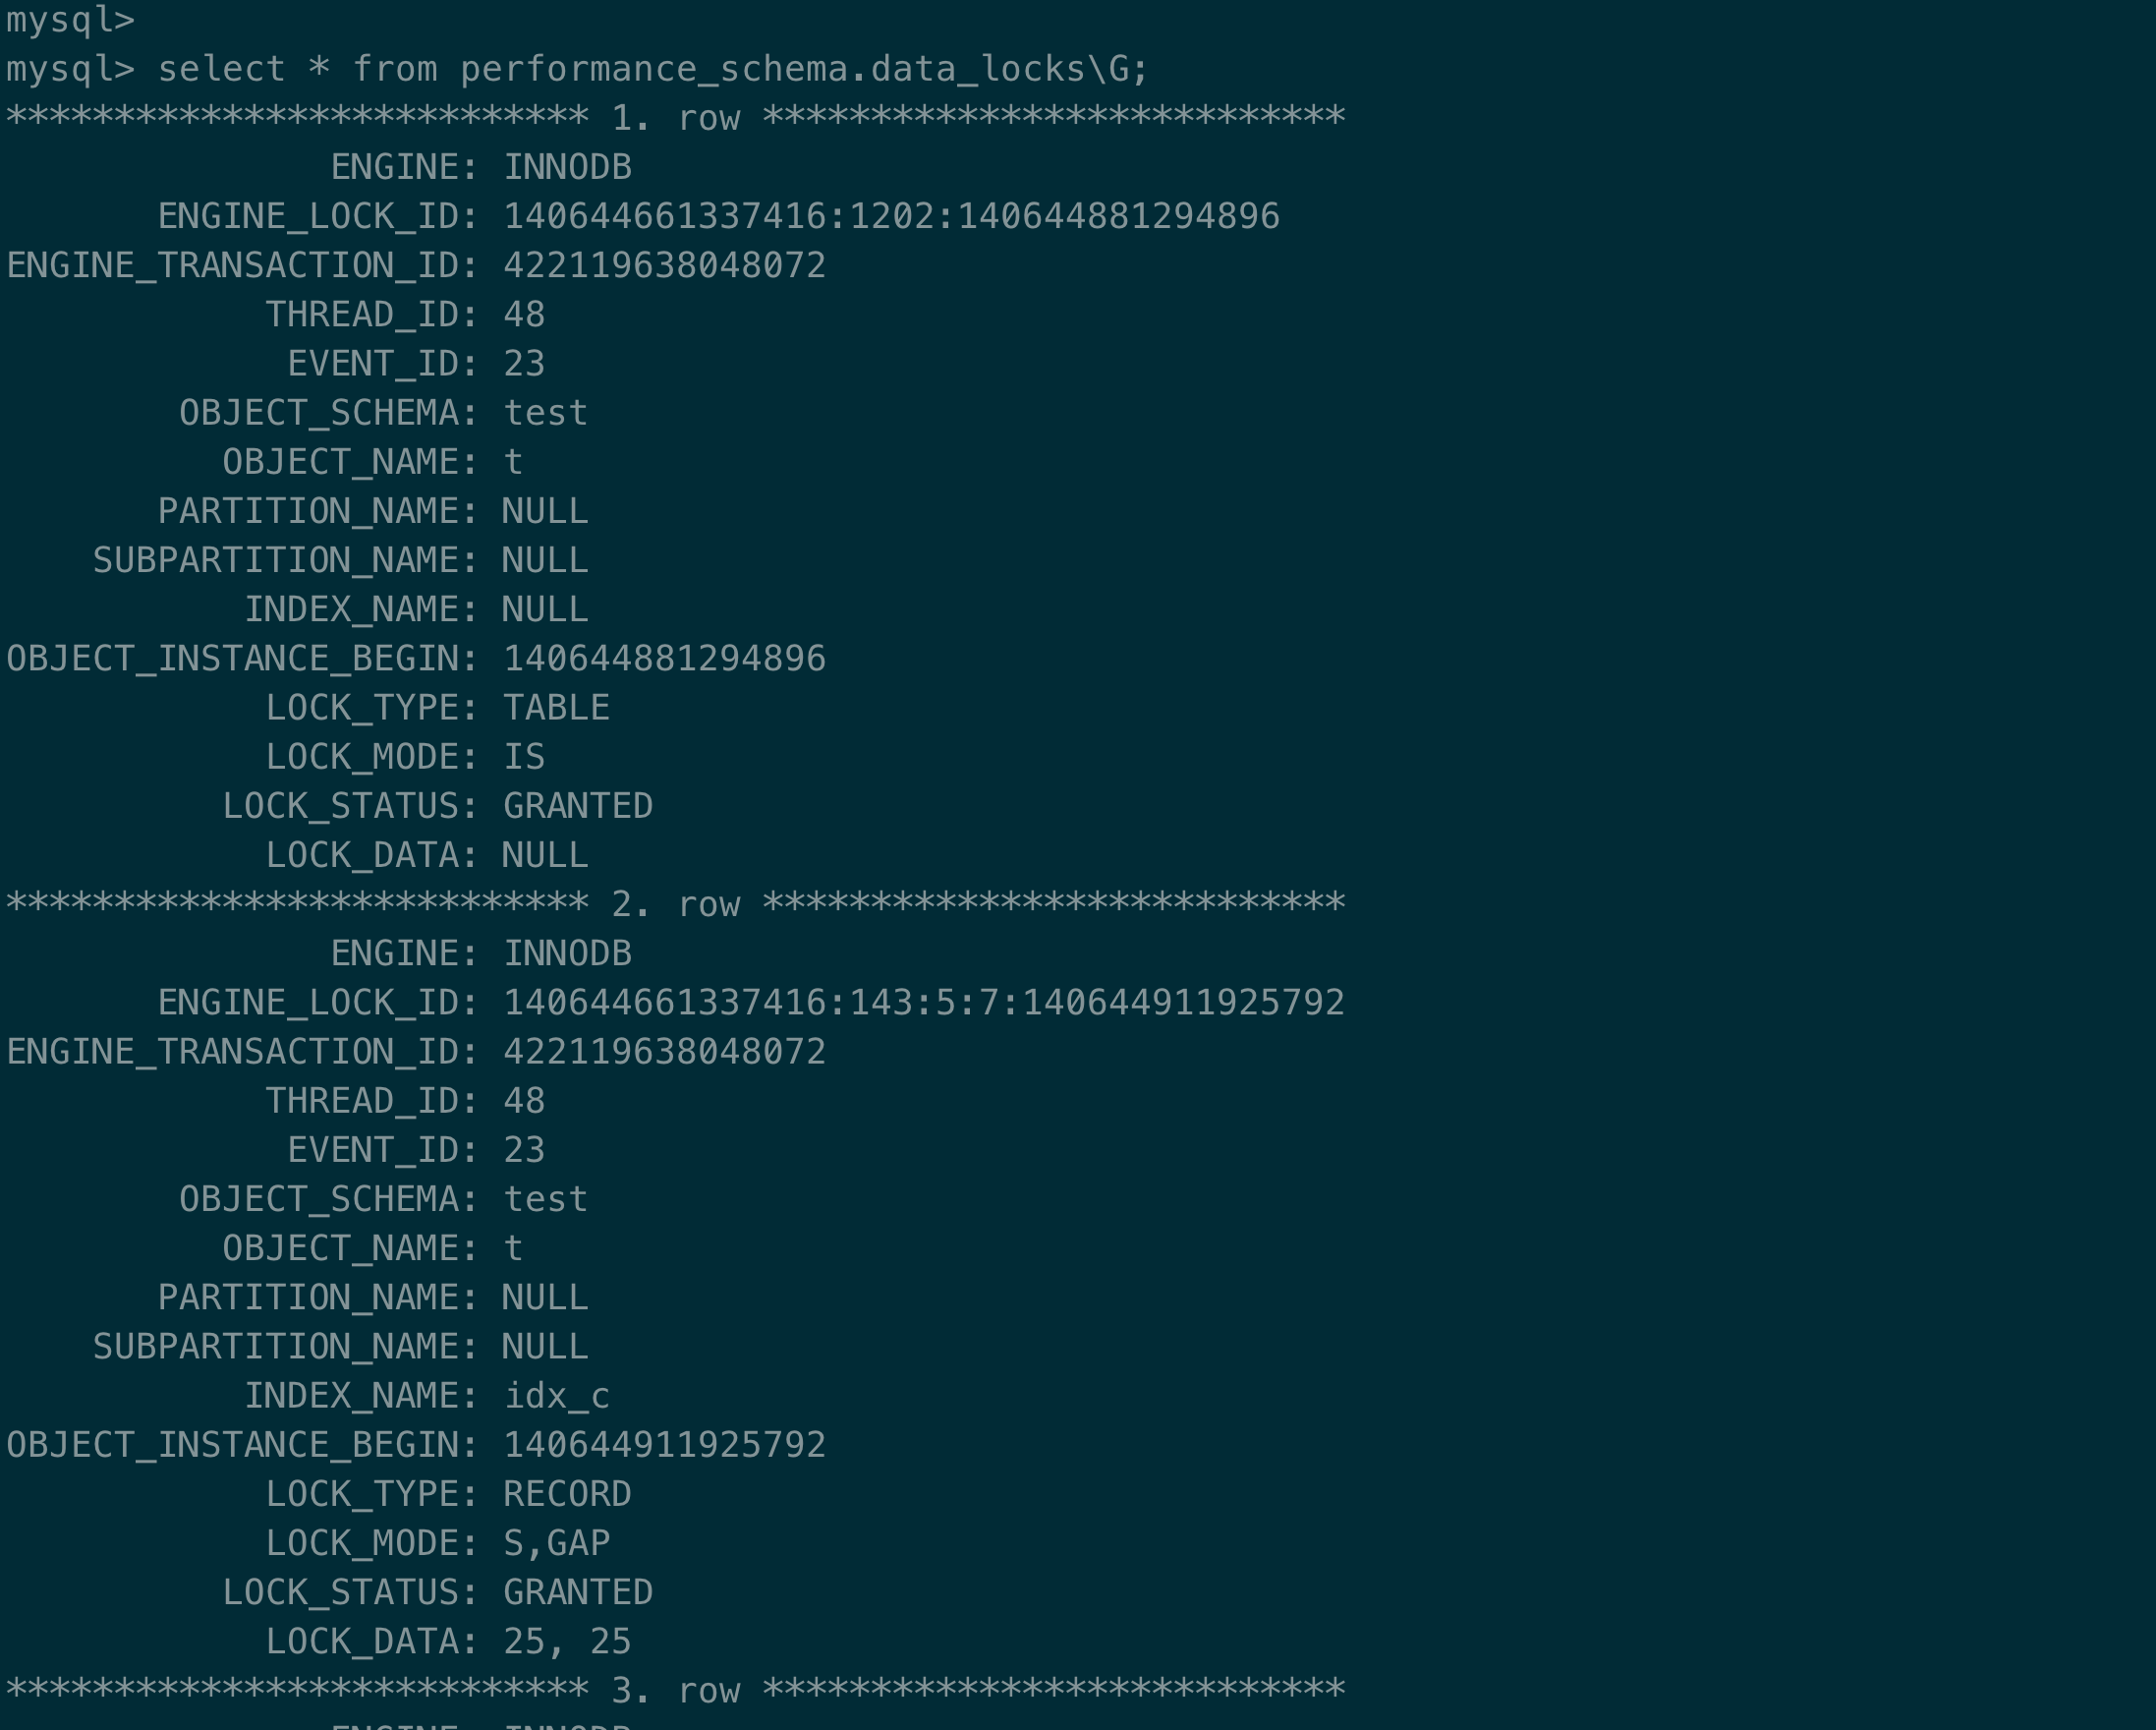 mysql>
mysql> select * from performance_schema.data_locks\G;
*************************** 1. row ***************************
ENGINE: INNODB
ENGINE_LOCK_ID: 140644661337416:1202:140644881294896
ENGINE_TRANSACTION_ID: 422119638048072
THREAD_ID: 48
EVENT_ID: 23
OBJECT_SCHEMA: test
OBJECT_NAME: t
PARTITION_NAME: NULL
SUBPARTITION_NAME: NULL
INDEX_NAME: NULL
OBJECT_INSTANCE_BEGIN: 140644881294896
LOCK_TYPE: TABLE
LOCK_MODE: IS
LOCK_STATUS: GRANTED
LOCK_DATA: NULL
*************************** 2. row ***************************
ENGINE: INNODB
ENGINE_LOCK_ID: 140644661337416:143:5:7:140644911925792
ENGINE_TRANSACTION_ID: 422119638048072
THREAD_ID: 48
EVENT_ID: 23
OBJECT_SCHEMA: test
OBJECT_NAME: t
PARTITION_NAME: NULL
SUBPARTITION_NAME: NULL
INDEX_NAME: idx_c
OBJECT_INSTANCE_BEGIN: 140644911925792
LOCK_TYPE: RECORD
LOCK_MODE: S,GAP
LOCK_STATUS: GRANTED
LOCK_DATA: 25, 25
*************************** 3. row ***************************
ENGINE: INNODB